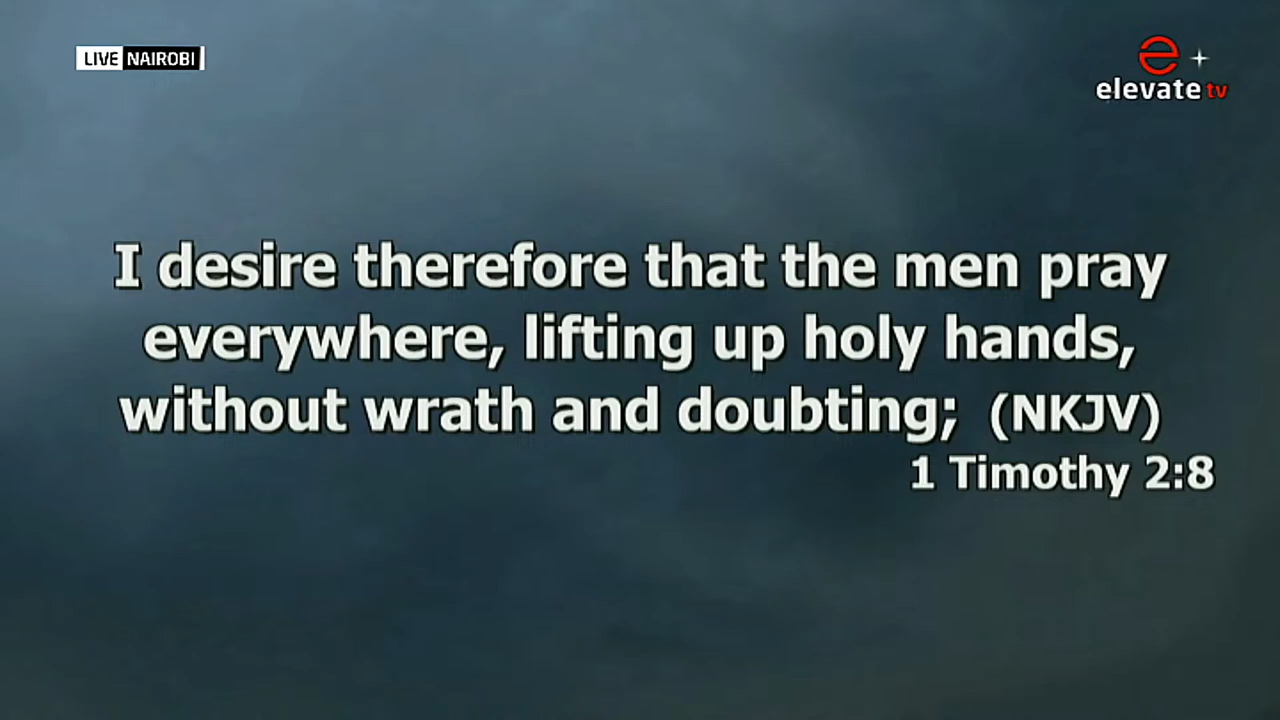 LIVE NAIROBI
elevate tv
I desire therefore that the men pray
everywhere, lifting up holy hands,
without wrath and doubting; (NKJV)
1 Timothy 2:8